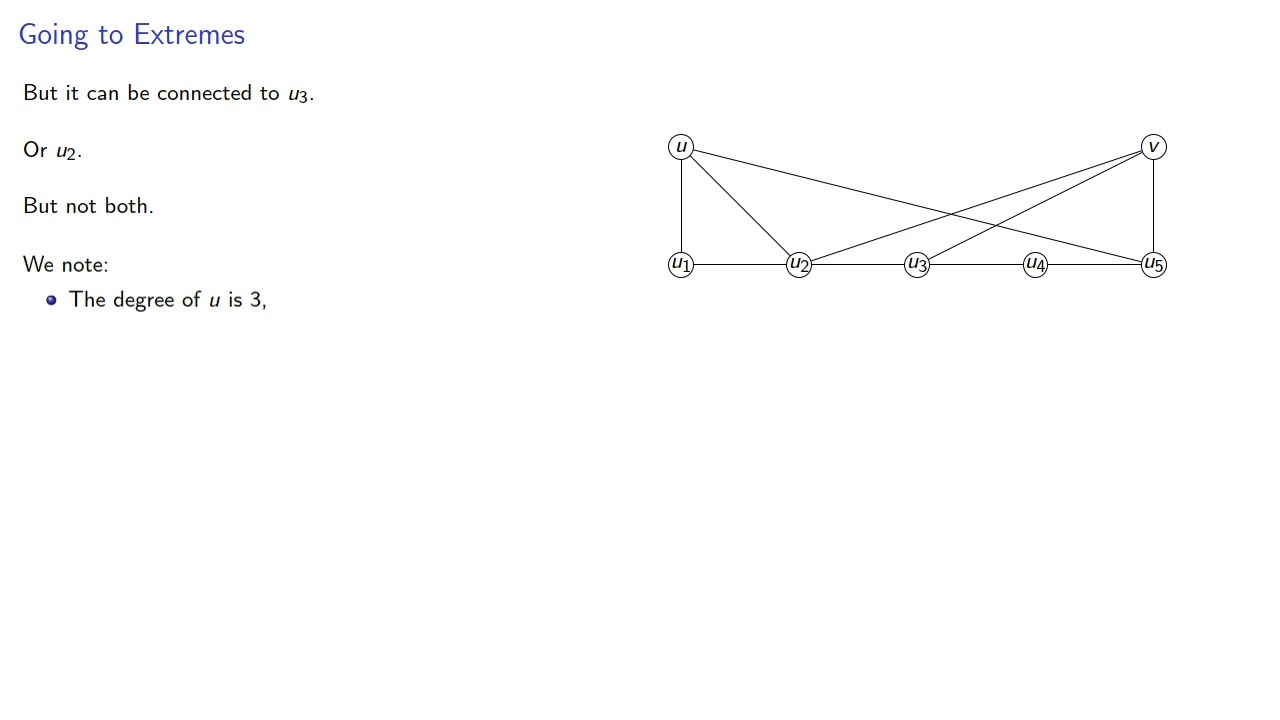 Going to Extremes
But it can be connected to u₃.
Or u₂.
But not both.
We note:
The degree of u is 3,
u v
u₁ u₂ u₃ u₄ u₅